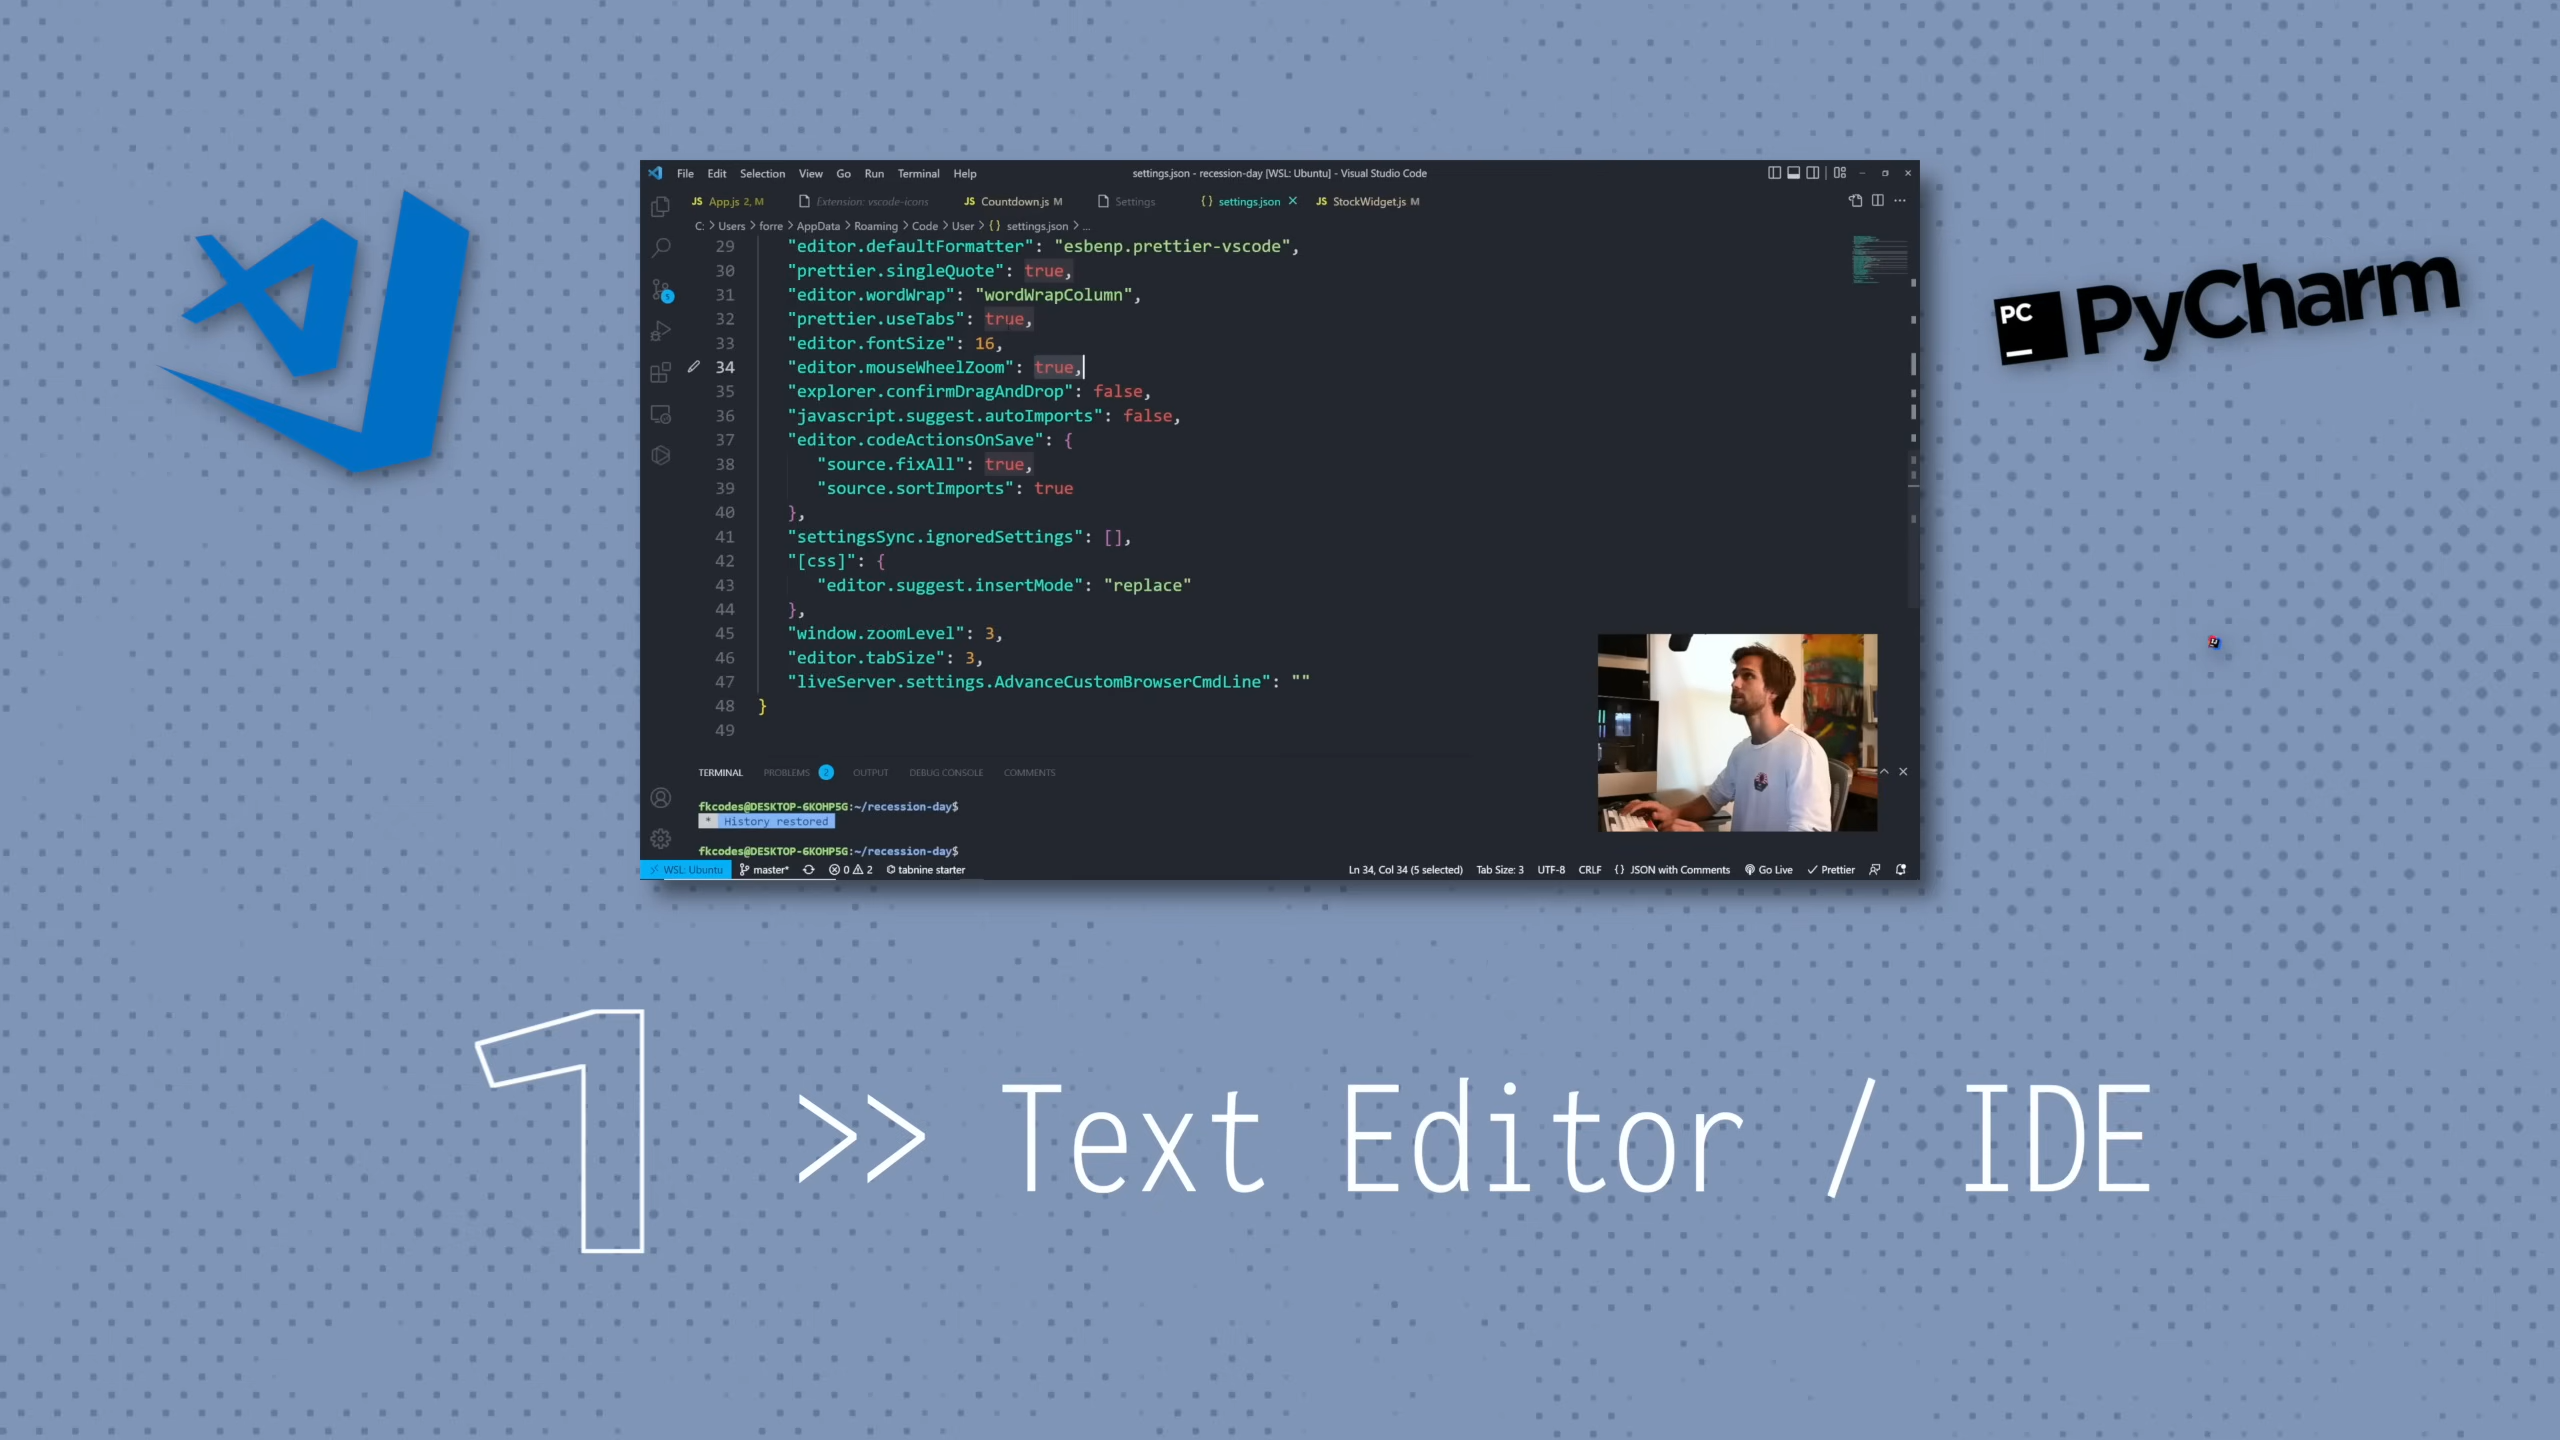 File Edit Selection View Go Run Terminal Help
settings.json - recession-day [WSL: Ubuntu] - Visual Studio Code
JS App.js 2, M
Extension: vscode-icons
JS Countdown.js M
Settings
{} settings.json ×
JS StockWidget.js M
C: > Users > forre > AppData > Roaming > Code > User > {} settings.json > ...
29 "editor.defaultFormatter": "esbenp.prettier-vscode",
30 "prettier.singleQuote": true,
31 "editor.wordWrap": "wordWrapColumn",
32 "prettier.useTabs": true,
33 "editor.fontSize": 16,
34 "editor.mouseWheelZoom": true,
35 "explorer.confirmDragAndDrop": false,
36 "javascript.suggest.autoImports": false,
37 "editor.codeActionsOnSave": {
38 "source.fixAll": true,
39 "source.sortImports": true
40 },
41 "settingsSync.ignoredSettings": [],
42 "[css]": {
43 "editor.suggest.insertMode": "replace"
44 },
45 "window.zoomLevel": 3,
46 "editor.tabSize": 3,
47 "liveServer.settings.AdvanceCustomBrowserCmdLine": ""
48 }
49
TERMINAL PROBLEMS 2 OUTPUT DEBUG CONSOLE COMMENTS
fkcodes@DESKTOP-6KOHP5G:~/recession-day$
* History restored
fkcodes@DESKTOP-6KOHP5G:~/recession-day$
WSL: Ubuntu master* 0 2 tabnine starter
Ln 34, Col 34 (5 selected) Tab Size: 3 UTF-8 CRLF {} JSON with Comments Go Live Prettier
PC PyCharm
1 >> Text Editor / IDE